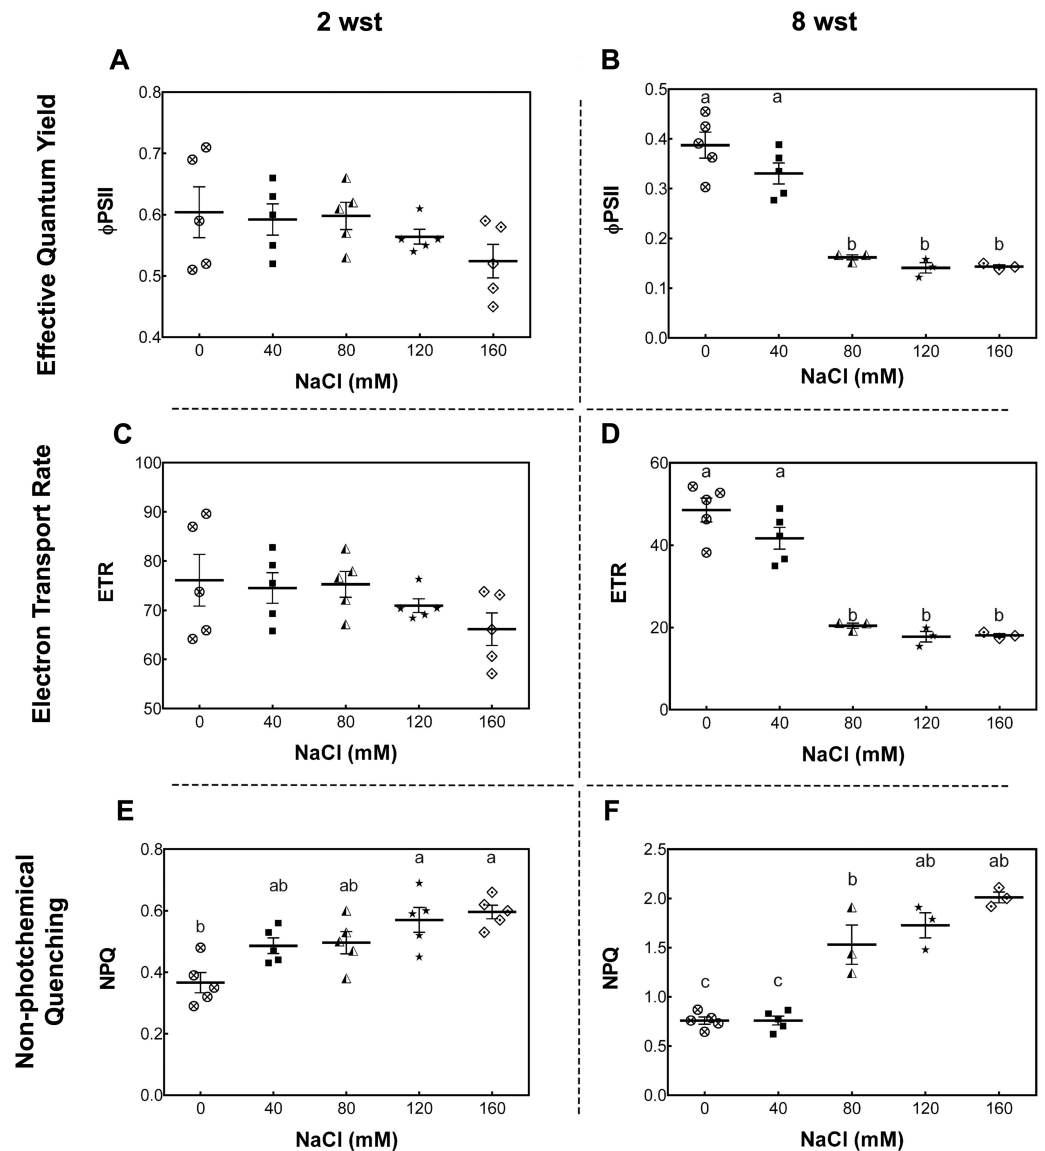 2 wst
8 wst
A
B
Effective Quantum Yield
ϕPSII
0.8
0.7
0.6
0.5
0.4
0
40
80
120
160
NaCl (mM)
ϕPSII
0.5
0.4
0.3
0.2
0.1
0.0
a
a
b
b
b
0
40
80
120
160
NaCl (mM)
C
D
Electron Transport Rate
ETR
100
90
80
70
60
50
0
40
80
120
160
NaCl (mM)
ETR
60
40
20
0
a
a
b
b
b
0
40
80
120
160
NaCl (mM)
E
F
Non-photchemical
Quenching
NPQ
0.8
0.6
0.4
0.2
0.0
b
ab
ab
a
a
0
40
80
120
160
NaCl (mM)
NPQ
2.5
2.0
1.5
1.0
0.5
0.0
c
c
b
ab
ab
0
40
80
120
160
NaCl (mM)